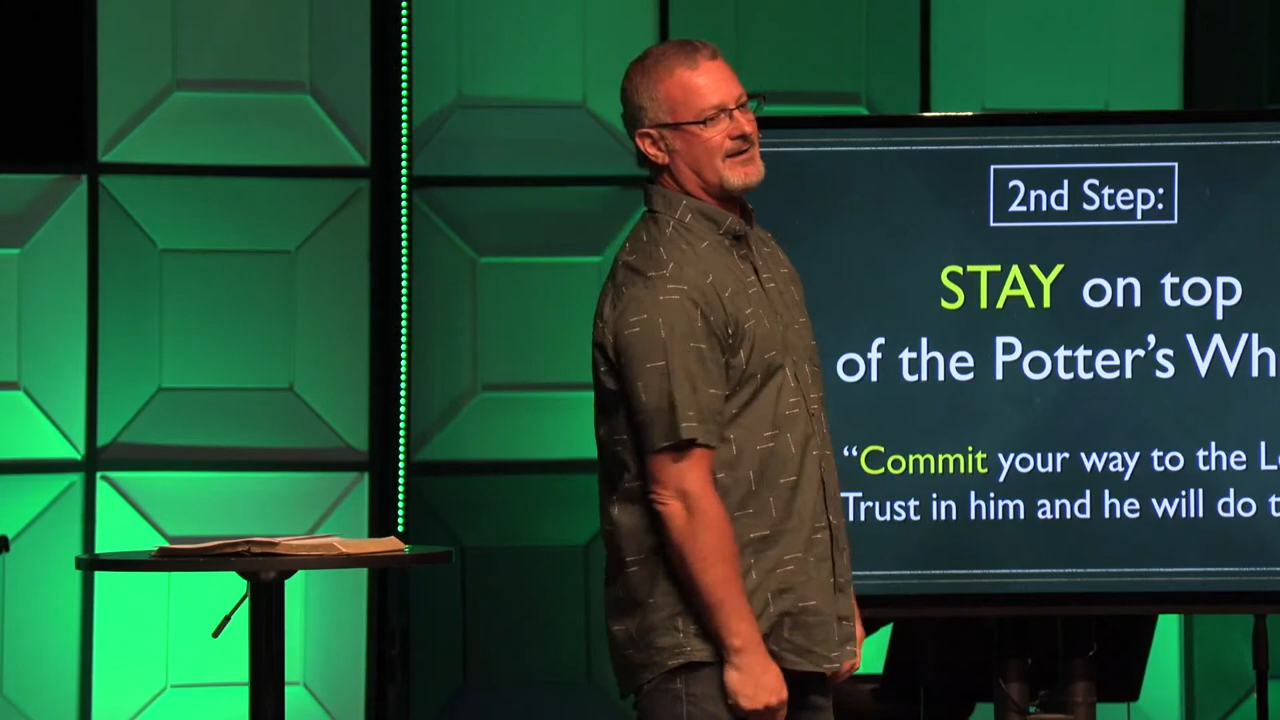 2nd Step:
STAY on top
of the Potter's Wh
“Commit your way to the L
Trust in him and he will do t